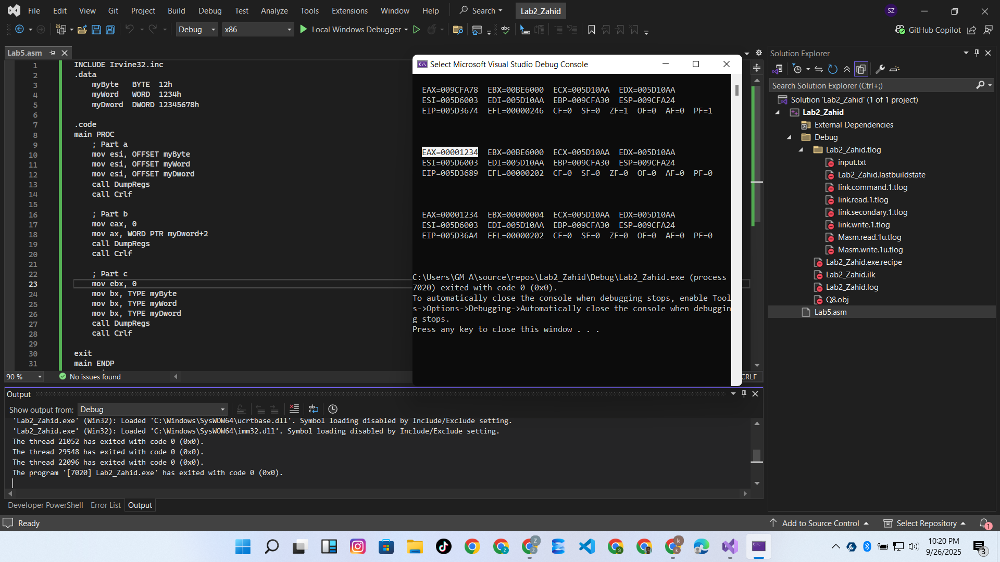 File Edit View Git Project Build Debug Test Analyze Tools Extensions Window Help Search Lab2_Zahid SZ
Debug x86 Local Windows Debugger GitHub Copilot
Lab5.asm
1 INCLUDE Irvine32.inc
2 .data
3 myByte BYTE 12h
4 myWord WORD 1234h
5 myDword DWORD 12345678h
6
7 .code
8 main PROC
9 ; Part a
10 mov esi, OFFSET myByte
11 mov esi, OFFSET myWord
12 mov esi, OFFSET myDword
13 call DumpRegs
14 call Crlf
15
16 ; Part b
17 mov eax, 0
18 mov ax, WORD PTR myDword+2
19 call DumpRegs
20 call Crlf
21
22 ; Part c
23 mov ebx, 0
24 mov bx, TYPE myByte
25 mov bx, TYPE myWord
26 mov bx, TYPE myDword
27 call DumpRegs
28 call Crlf
29
30 exit
31 main ENDP
90 % No issues found CRLF
Select Microsoft Visual Studio Debug Console
EAX=009CFA78 EBX=00BE6000 ECX=005D10AA EDX=005D10AA
ESI=005D6003 EDI=005D10AA EBP=009CFA30 ESP=009CFA24
EIP=005D3674 EFL=00000246 CF=0 SF=0 ZF=1 OF=0 AF=0 PF=1
EAX=00001234 EBX=00BE6000 ECX=005D10AA EDX=005D10AA
ESI=005D6003 EDI=005D10AA EBP=009CFA30 ESP=009CFA24
EIP=005D3689 EFL=00000202 CF=0 SF=0 ZF=0 OF=0 AF=0 PF=0
EAX=00001234 EBX=00000004 ECX=005D10AA EDX=005D10AA
ESI=005D6003 EDI=005D10AA EBP=009CFA30 ESP=009CFA24
EIP=005D36A4 EFL=00000202 CF=0 SF=0 ZF=0 OF=0 AF=0 PF=0
C:\Users\GM A\source\repos\Lab2_Zahid\Debug\Lab2_Zahid.exe (process
7020) exited with code 0 (0x0).
To automatically close the console when debugging stops, enable Tool
s->Options->Debugging->Automatically close the console when debuggin
g stops.
Press any key to close this window . . .
Solution Explorer
Search Solution Explorer (Ctrl+;)
Solution 'Lab2_Zahid' (1 of 1 project)
Lab2_Zahid
External Dependencies
Debug
Lab2_Zahid.tlog
input.txt
Lab2_Zahid.lastbuildstate
link.command.1.tlog
link.read.1.tlog
link.secondary.1.tlog
link.write.1.tlog
Masm.read.1u.tlog
Masm.write.1u.tlog
Lab2_Zahid.exe.recipe
Lab2_Zahid.ilk
Lab2_Zahid.log
Q8.obj
Lab5.asm
Output
Show output from: Debug
'Lab2_Zahid.exe' (Win32): Loaded 'C:\Windows\SysWOW64\ucrtbase.dll'. Symbol loading disabled by Include/Exclude setting.
'Lab2_Zahid.exe' (Win32): Loaded 'C:\Windows\SysWOW64\imm32.dll'. Symbol loading disabled by Include/Exclude setting.
The thread 21052 has exited with code 0 (0x0).
The thread 29548 has exited with code 0 (0x0).
The thread 22096 has exited with code 0 (0x0).
The program '[7020] Lab2_Zahid.exe' has exited with code 0 (0x0).
Developer PowerShell Error List Output
Ready Add to Source Control Select Repository 1
10:20 PM
9/26/2025
3